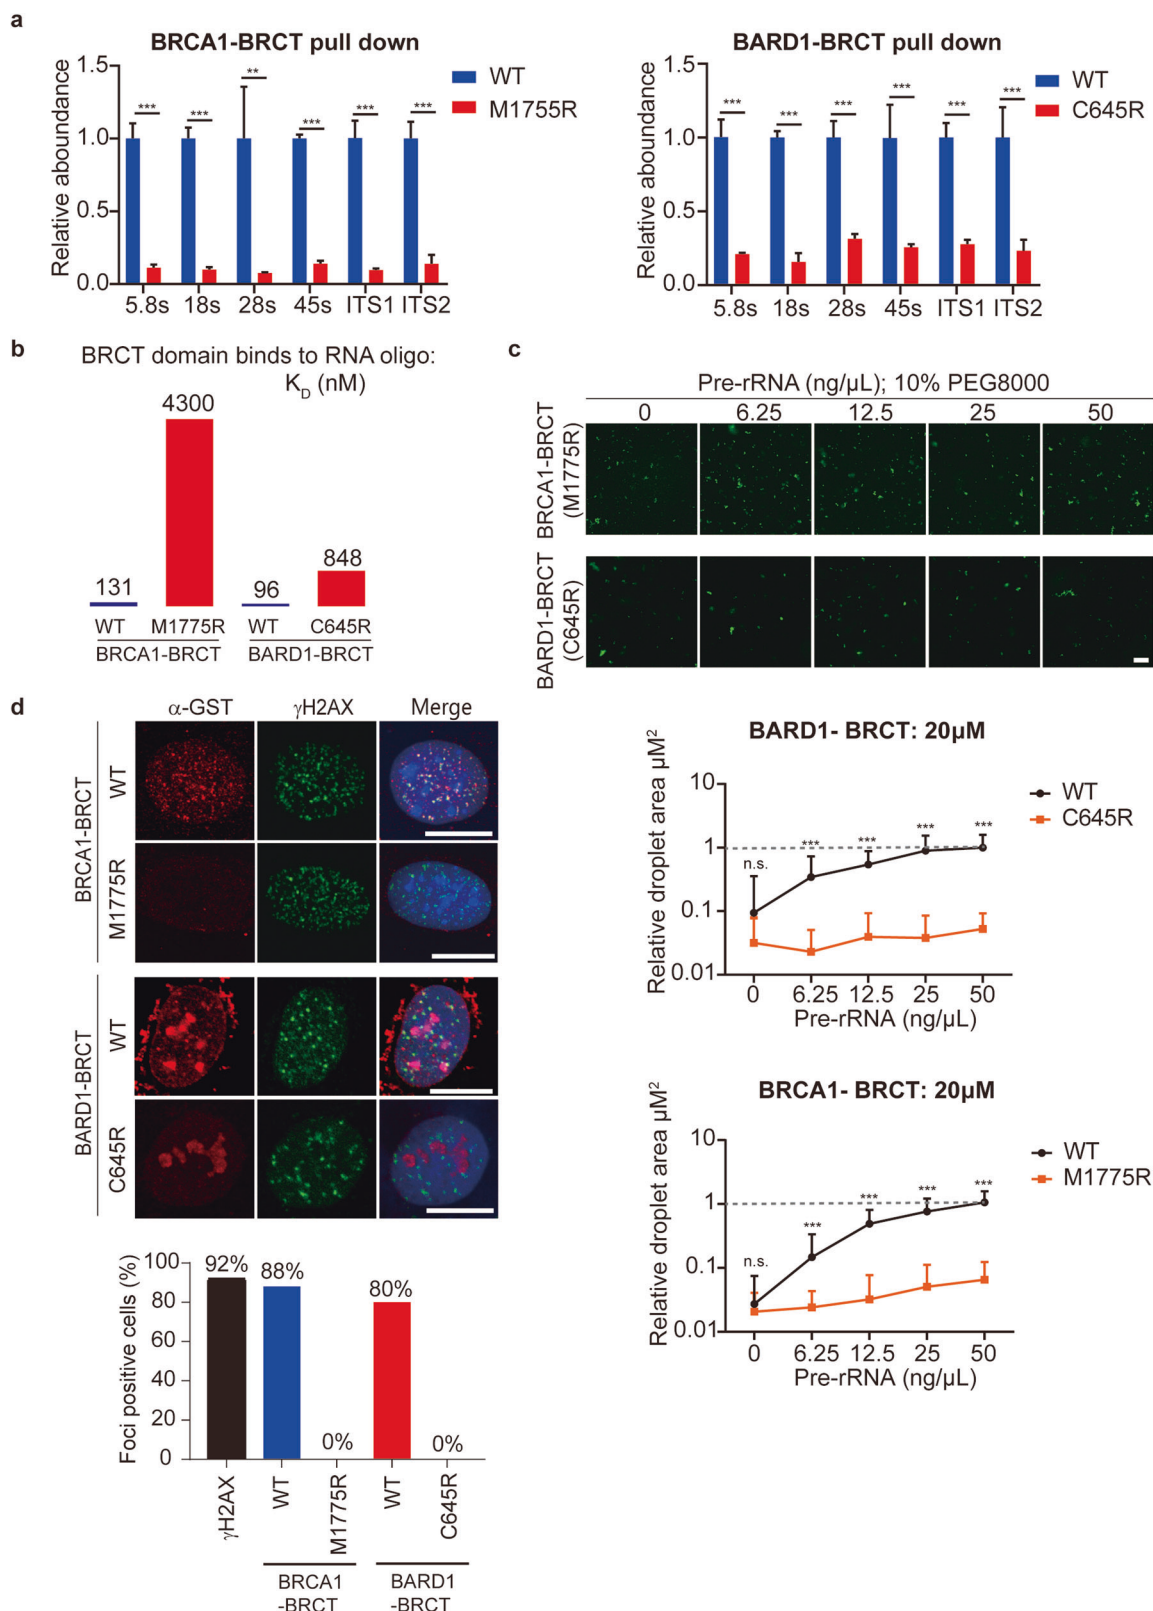 a
BRCA1-BRCT pull down
Relative aboundance
1.5
1.0
0.5
0.0
*** *** ** *** *** ***
WT
M1755R
5.8s 18s 28s 45s ITS1 ITS2
BARD1-BRCT pull down
Relative aboundance
1.5
1.0
0.5
0.0
*** *** *** *** *** ***
WT
C645R
5.8s 18s 28s 45s ITS1 ITS2
b
BRCT domain binds to RNA oligo:
KD (nM)
4300
848
131
96
WT M1775R WT C645R
BRCA1-BRCT BARD1-BRCT
c
Pre-rRNA (ng/µL); 10% PEG8000
0 6.25 12.5 25 50
BRCA1-BRCT
(M1775R)
BARD1-BRCT
(C645R)
BARD1- BRCT: 20µM
Relative droplet area µM²
10
1
0.1
0.01
n.s. *** *** *** ***
WT
C645R
0 6.25 12.5 25 50
Pre-rRNA (ng/µL)
BRCA1- BRCT: 20µM
Relative droplet area µM²
10
1
0.1
0.01
n.s. *** *** *** ***
WT
M1775R
0 6.25 12.5 25 50
Pre-rRNA (ng/µL)
d
α-GST γH2AX Merge
BRCA1-BRCT
WT
M1775R
BARD1-BRCT
WT
C645R
Foci positive cells (%)
100
80
60
40
20
0
92% 88% 0% 80% 0%
γH2AX WT M1775R WT C645R
BRCA1 BARD1
-BRCT -BRCT